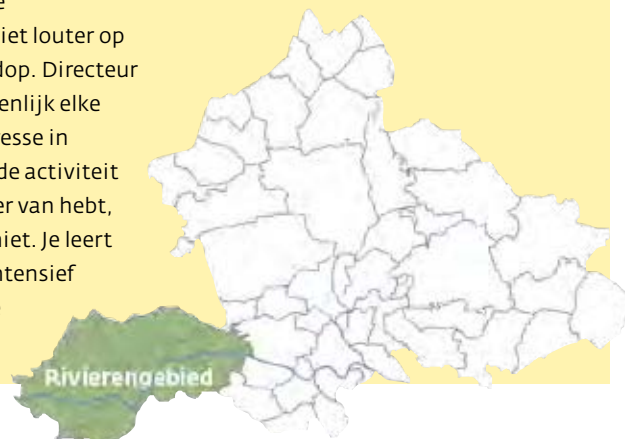 iet louter op
dop. Directeur
enlijk elke
esse in
de activiteit
er van hebt,
niet. Je leert
ntensief
Rivierengebied